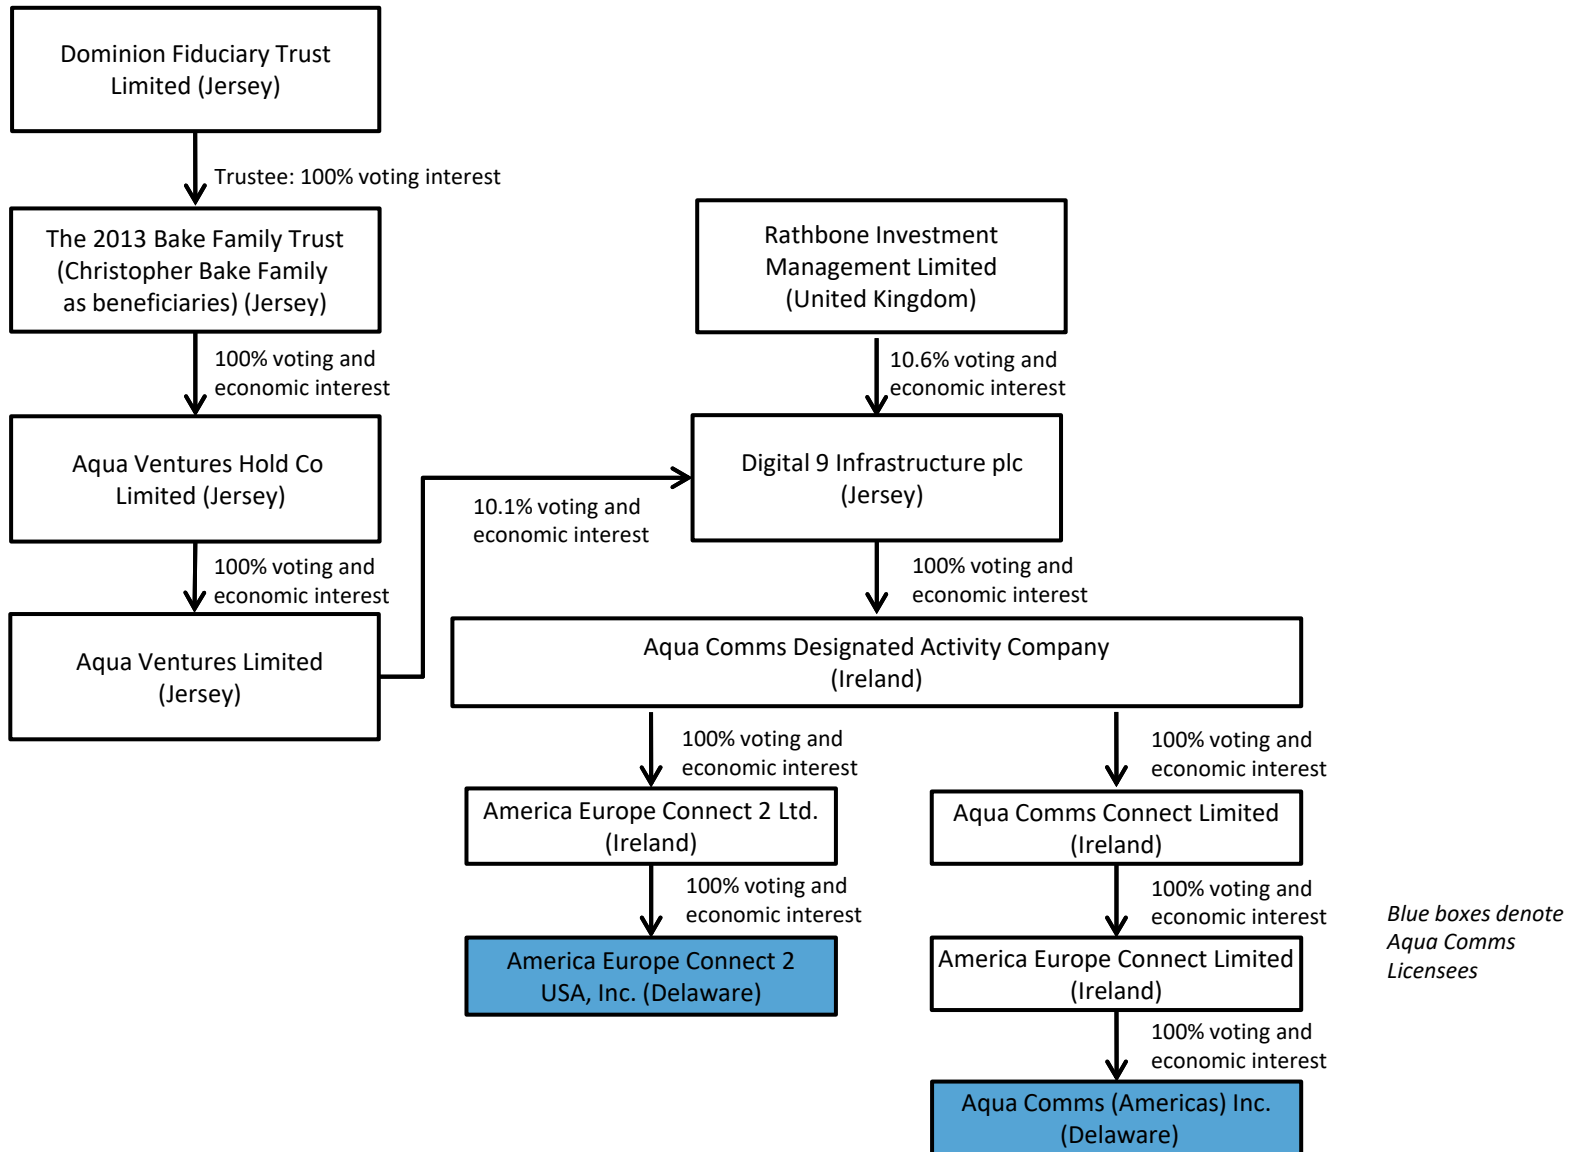 Dominion Fiduciary Trust
Limited (Jersey)
Trustee: 100% voting interest
The 2013 Bake Family Trust
(Christopher Bake Family
as beneficiaries) (Jersey)
Rathbone Investment
Management Limited
(United Kingdom)
100% voting and
economic interest
10.6% voting and
economic interest
Aqua Ventures Hold Co
Limited (Jersey)
Digital 9 Infrastructure plc
(Jersey)
10.1% voting and
economic interest
100% voting and
economic interest
100% voting and
economic interest
Aqua Ventures Limited
(Jersey)
Aqua Comms Designated Activity Company
(Ireland)
100% voting and
economic interest
100% voting and
economic interest
America Europe Connect 2 Ltd.
(Ireland)
Aqua Comms Connect Limited
(Ireland)
100% voting and
economic interest
100% voting and
economic interest
America Europe Connect 2
USA, Inc. (Delaware)
America Europe Connect Limited
(Ireland)
Blue boxes denote
Aqua Comms
Licensees
100% voting and
economic interest
Aqua Comms (Americas) Inc.
(Delaware)